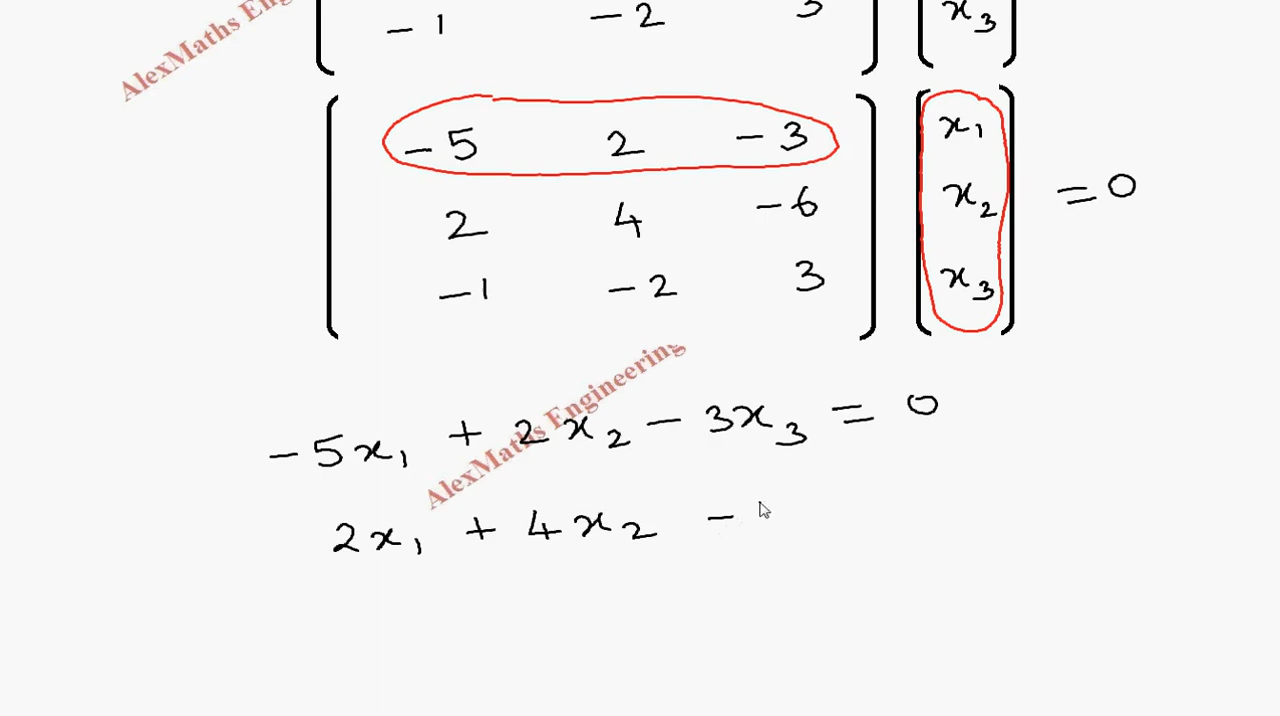 AlexMaths Engin
-1 -2 3 x3
-5 2 -3 x1
2 4 -6 x2 =0
-1 -2 3 x3
AlexMaths Engineering
-5x1 + 2x2 - 3x3 = 0
2x1 + 4x2 -